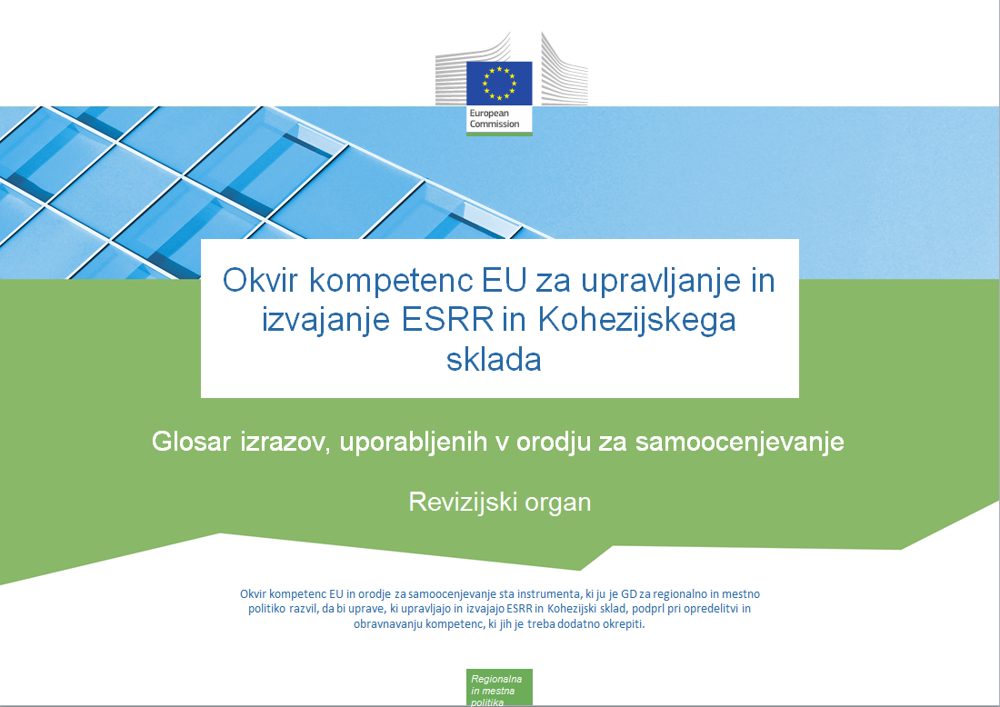 European
Commission
Okvir kompetenc EU za upravljanje in
izvajanje ESRR in Kohezijskega
sklada
Glosar izrazov, uporabljenih v orodju za samoocenjevanje
Revizijski organ
Okvir kompetenc EU in orodje za samoocenjevanje sta instrumenta, ki ju je GD za regionalno in mestno
politiko razvil, da bi uprave, ki upravljajo in izvajajo ESRR in Kohezijski sklad, podprl pri opredelitvi in
obravnavanju kompetenc, ki jih je treba dodatno okrepiti.
Regionalna
in mestna
politika